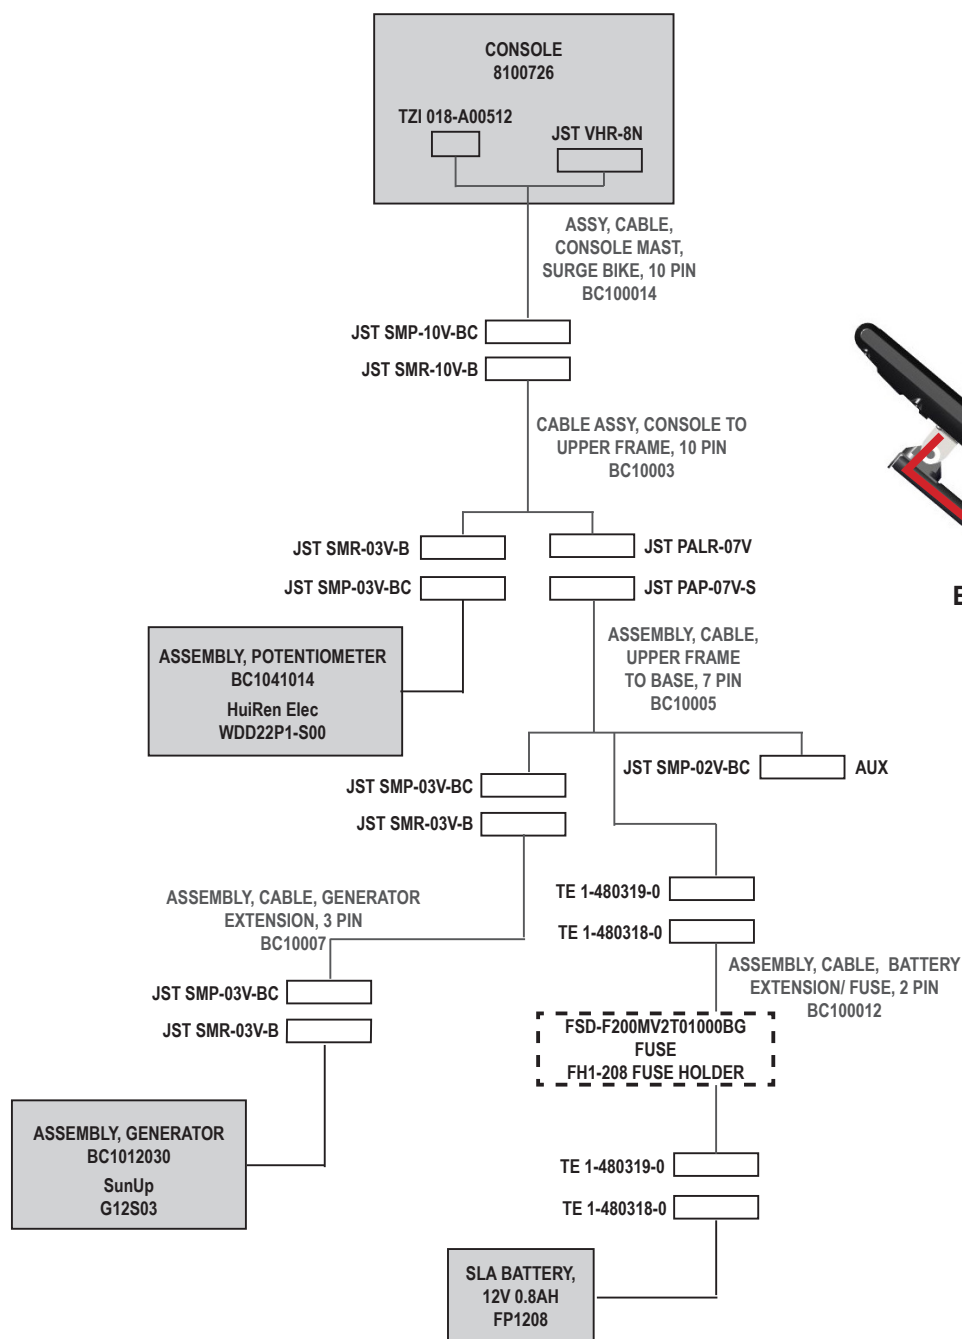 CONSOLE
8100726
TZI 018-A00512
JST VHR-8N
ASSY, CABLE,
CONSOLE MAST,
SURGE BIKE, 10 PIN
BC100014
JST SMP-10V-BC
JST SMR-10V-B
CABLE ASSY, CONSOLE TO
UPPER FRAME, 10 PIN
BC10003
JST SMR-03V-B
JST PALR-07V
JST SMP-03V-BC
JST PAP-07V-S
ASSEMBLY, POTENTIOMETER
BC1041014
HuiRen Elec
WDD22P1-S00
ASSEMBLY, CABLE,
UPPER FRAME
TO BASE, 7 PIN
BC10005
JST SMP-02V-BC
AUX
JST SMP-03V-BC
JST SMR-03V-B
ASSEMBLY, CABLE, GENERATOR
EXTENSION, 3 PIN
BC10007
TE 1-480319-0
TE 1-480318-0
ASSEMBLY, CABLE, BATTERY
EXTENSION/ FUSE, 2 PIN
BC100012
JST SMP-03V-BC
JST SMR-03V-B
FSD-F200MV2T01000BG
FUSE
FH1-208 FUSE HOLDER
ASSEMBLY, GENERATOR
BC1012030
SunUp
G12S03
TE 1-480319-0
TE 1-480318-0
SLA BATTERY,
12V 0.8AH
FP1208